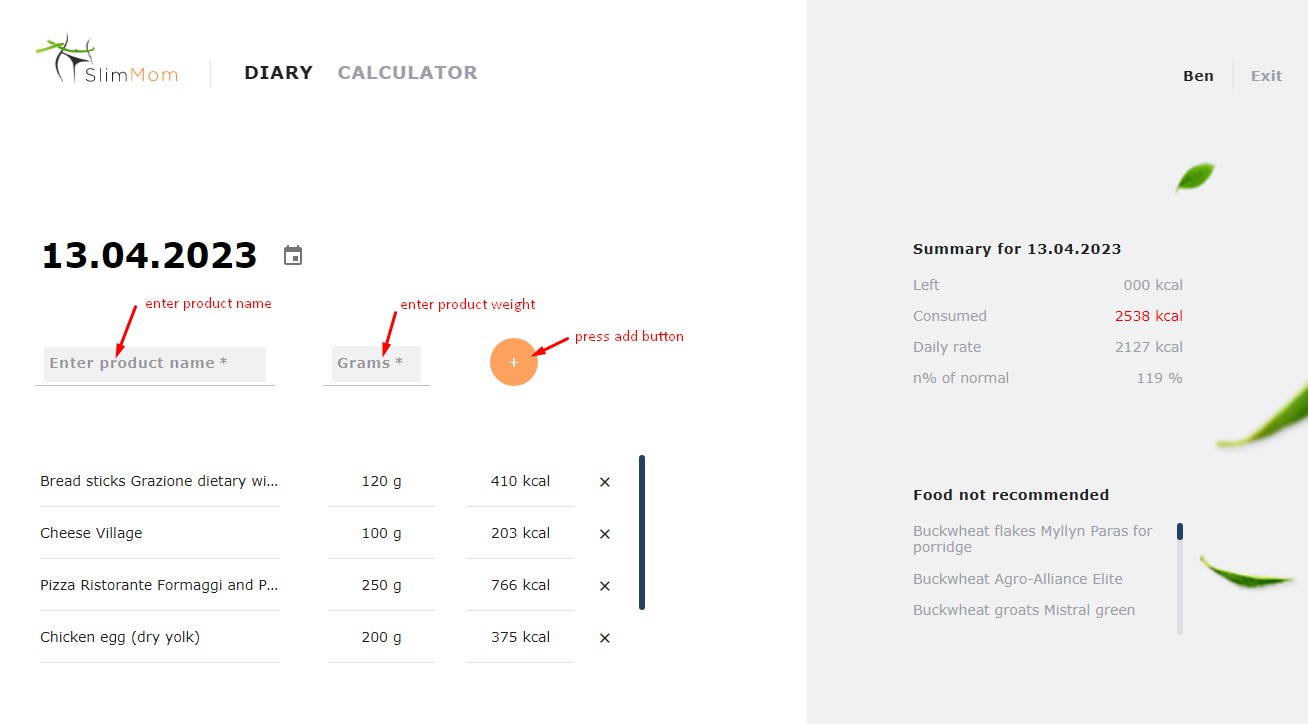 SlimMom
DIARY CALCULATOR
Ben Exit
13.04.2023
enter product name
enter product weight
press add button
Enter product name *
Grams *
+
Bread sticks Grazione dietary wi... 120 g 410 kcal ×
Cheese Village 100 g 203 kcal ×
Pizza Ristorante Formaggi and P... 250 g 766 kcal ×
Chicken egg (dry yolk) 200 g 375 kcal ×
Summary for 13.04.2023
Left 000 kcal
Consumed 2538 kcal
Daily rate 2127 kcal
n% of normal 119 %
Food not recommended
Buckwheat flakes Myllyn Paras for
porridge
Buckwheat Agro-Alliance Elite
Buckwheat groats Mistral green